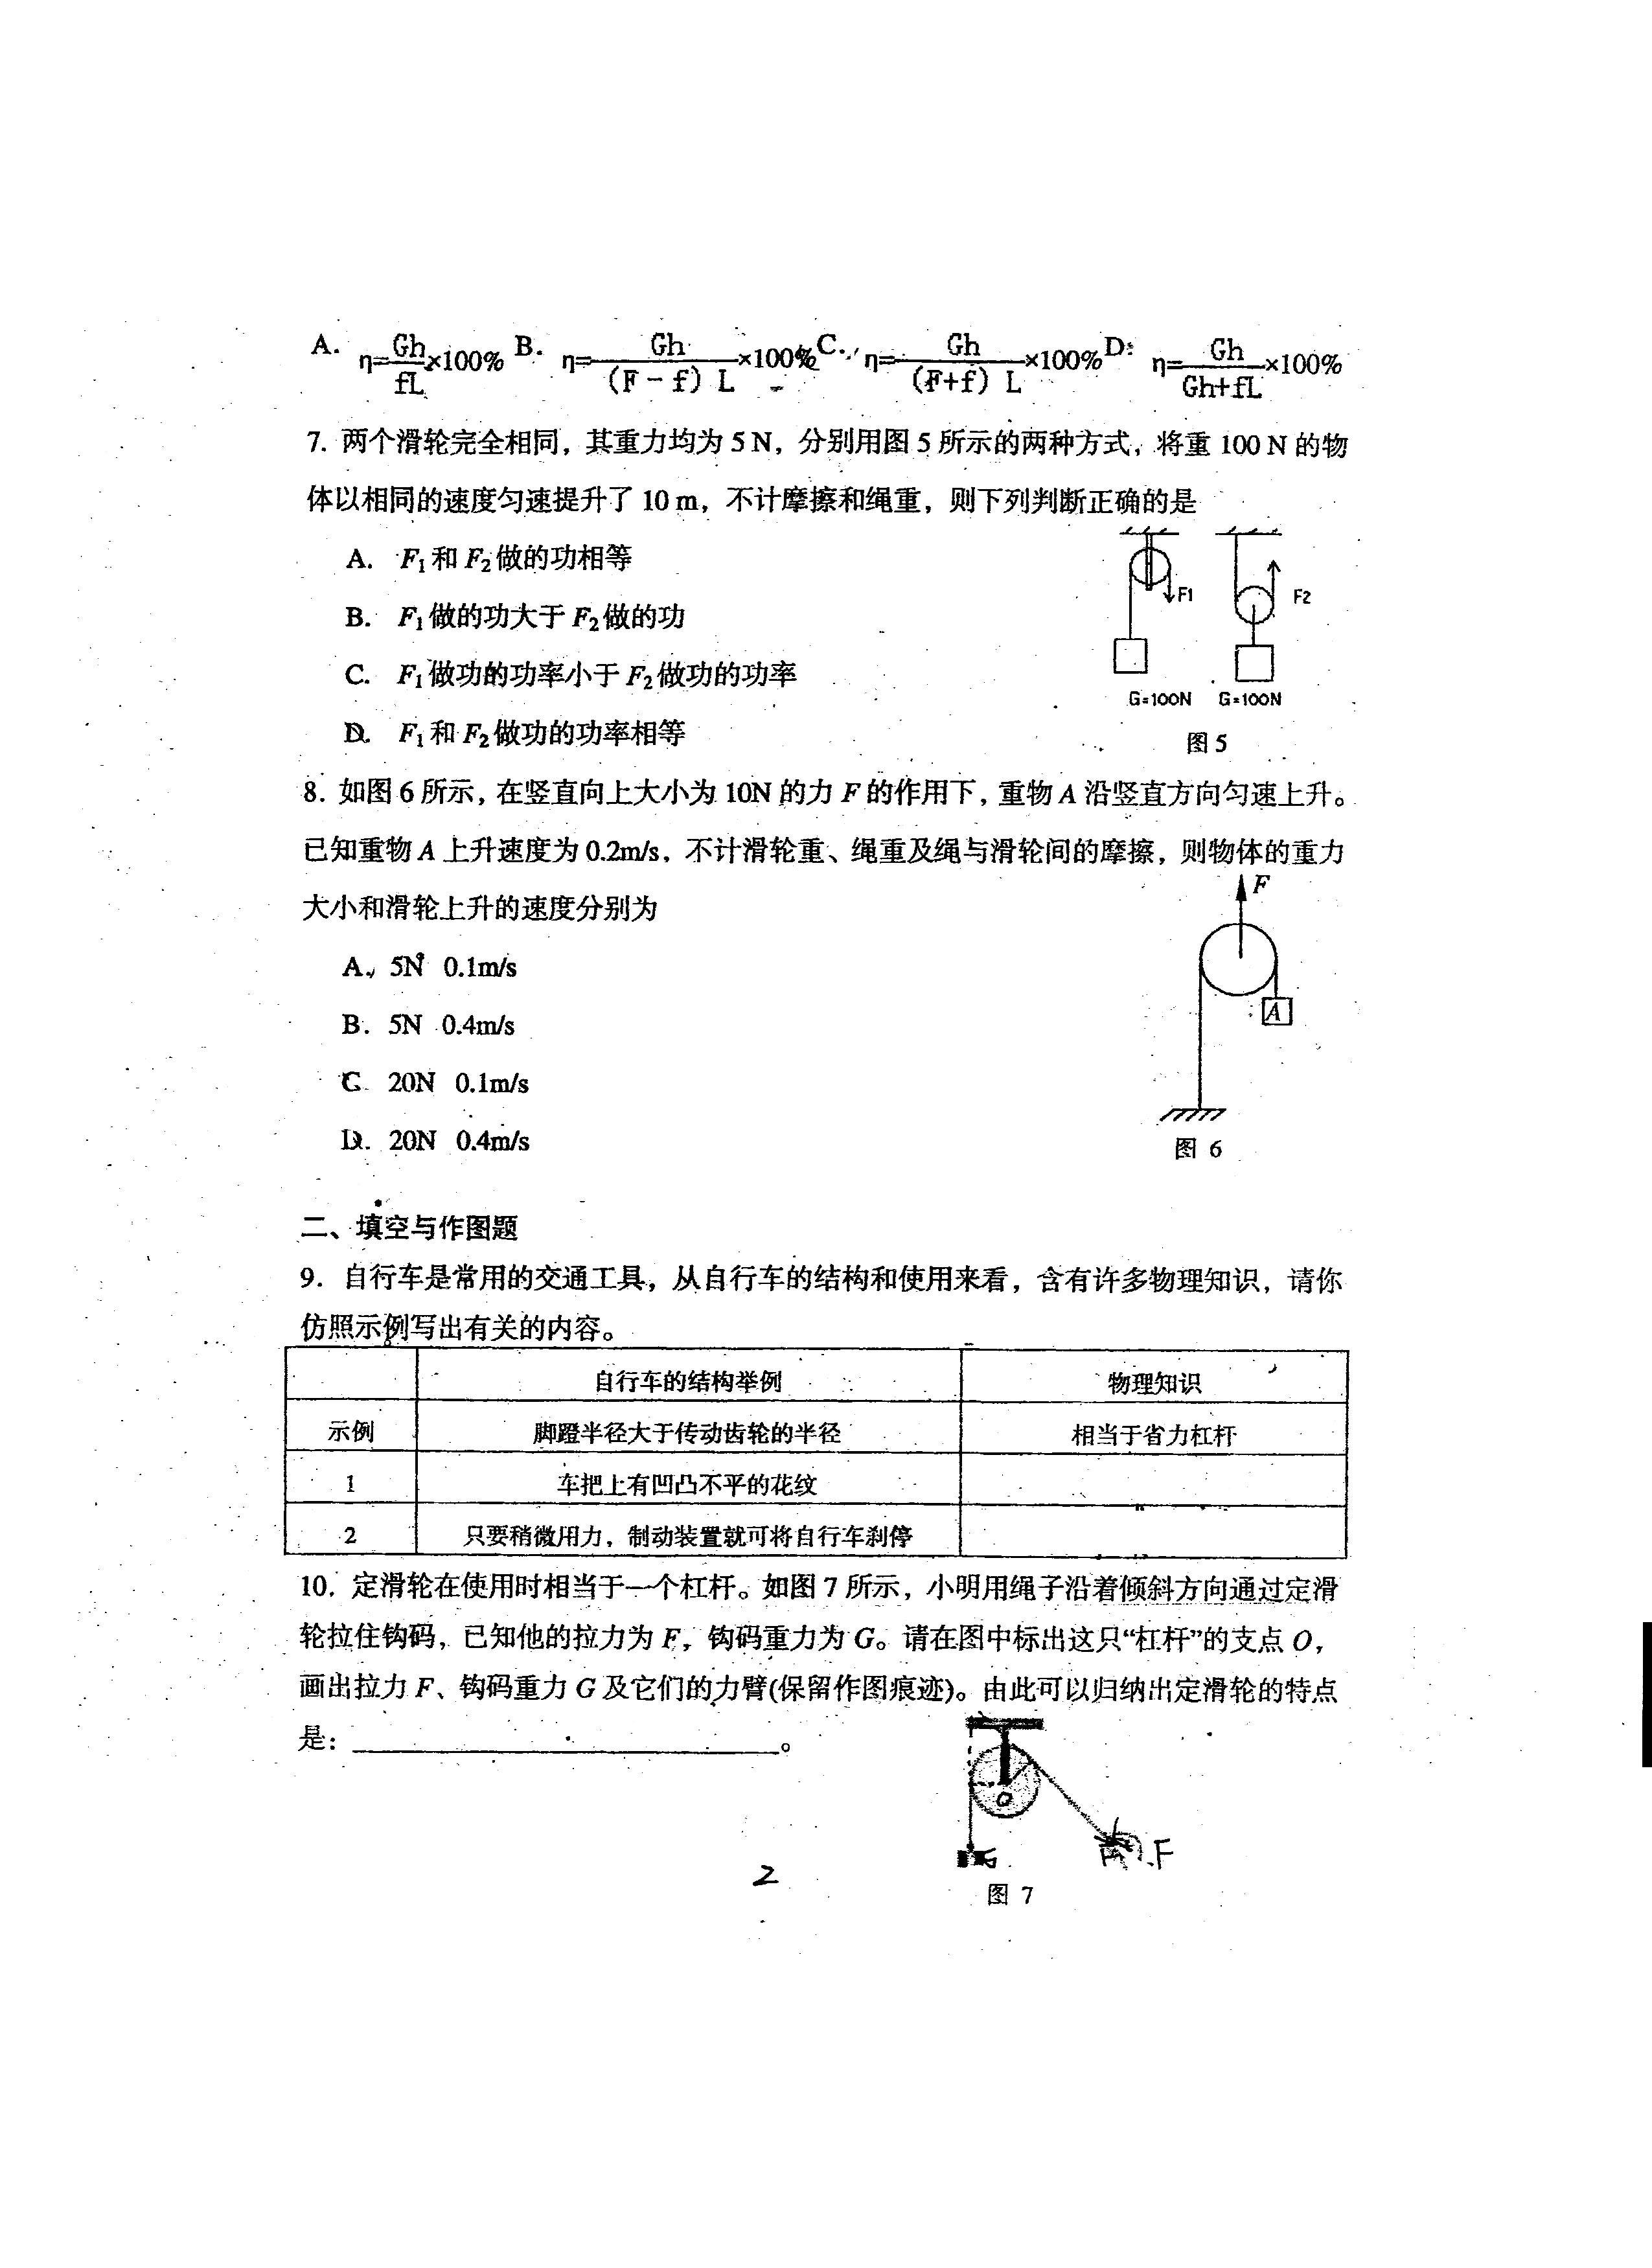 A. η=Gh/fL×100% B. η=Gh/(F-f) L×100% C. η=Gh/(F+f) L×100% D. η=Gh/Gh+fL×100%
7. 两个滑轮完全相同，其重力均为 5 N，分别用图 5 所示的两种方式，将重 100 N 的物
体以相同的速度匀速提升了 10 m，不计摩擦和绳重，则下列判断正确的是
A. F₁和 F₂做的功相等
B. F₁做的功大于 F₂做的功
C. F₁做功的功率小于 F₂做功的功率
D. F₁和 F₂做功的功率相等
F1
F2
G=100N G=100N
图 5
8. 如图 6 所示，在竖直向上大小为 10N 的力 F 的作用下，重物 A 沿竖直方向匀速上升。
已知重物 A 上升速度为 0.2m/s，不计滑轮重、绳重及绳与滑轮间的摩擦，则物体的重力
大小和滑轮上升的速度分别为
A. 5N 0.1m/s
B. 5N 0.4m/s
C. 20N 0.1m/s
D. 20N 0.4m/s
F
A
图 6
二、填空与作图题
9. 自行车是常用的交通工具，从自行车的结构和使用来看，含有许多物理知识，请你
仿照示例写出有关的内容。
自行车的结构举例 物理知识
示例 脚蹬半径大于传动齿轮的半径 相当于省力杠杆
1 车把上有凹凸不平的花纹
2 只要稍微用力，制动装置就可将自行车刹停
10. 定滑轮在使用时相当于一个杠杆。如图 7 所示，小明用绳子沿着倾斜方向通过定滑
轮拉住钩码，已知他的拉力为 F，钩码重力为 G。请在图中标出这只“杠杆”的支点 O，
画出拉力 F、钩码重力 G 及它们的力臂(保留作图痕迹)。由此可以归纳出定滑轮的特点
是：。
O
F
图 7
2